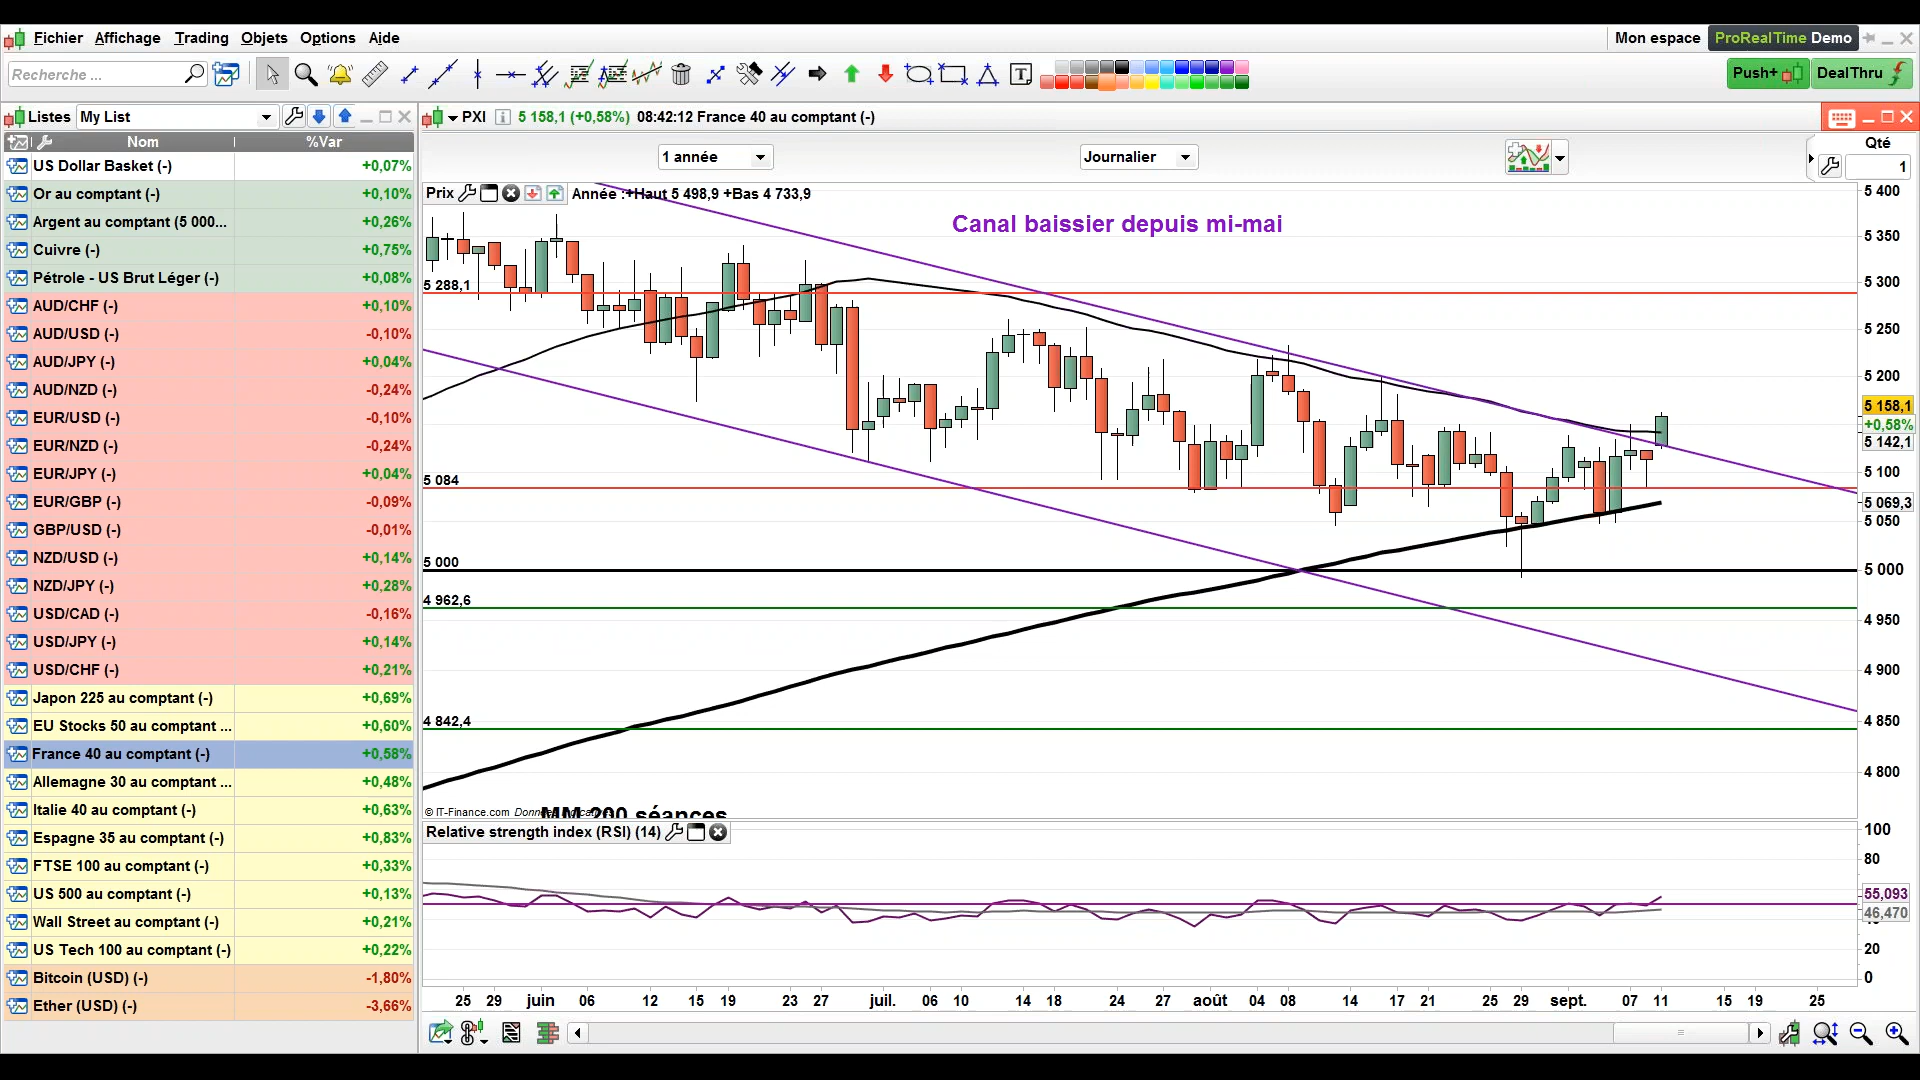 Fichier Affichage Trading Objets Options Aide
Mon espace ProRealTime Demo
Recherche ...
Push+ DealThru
Listes My List
PXI 5 158,1 (+0,58%) 08:42:12 France 40 au comptant (-)
Nom %Var
US Dollar Basket (-) +0,07%
Or au comptant (-) +0,10%
Argent au comptant (5 000... +0,26%
Cuivre (-) +0,75%
Pétrole - US Brut Léger (-) +0,08%
AUD/CHF (-) +0,10%
AUD/USD (-) -0,10%
AUD/JPY (-) +0,04%
AUD/NZD (-) -0,24%
EUR/USD (-) -0,10%
EUR/NZD (-) -0,24%
EUR/JPY (-) +0,04%
EUR/GBP (-) -0,09%
GBP/USD (-) -0,01%
NZD/USD (-) +0,14%
NZD/JPY (-) +0,28%
USD/CAD (-) -0,16%
USD/JPY (-) +0,14%
USD/CHF (-) +0,21%
Japon 225 au comptant (-) +0,69%
EU Stocks 50 au comptant ... +0,60%
France 40 au comptant (-) +0,58%
Allemagne 30 au comptant ... +0,48%
Italie 40 au comptant (-) +0,63%
Espagne 35 au comptant (-) +0,83%
FTSE 100 au comptant (-) +0,33%
US 500 au comptant (-) +0,13%
Wall Street au comptant (-) +0,21%
US Tech 100 au comptant (-) +0,22%
Bitcoin (USD) (-) -1,80%
Ether (USD) (-) -3,66%
1 année
Journalier
Qté
1
Prix Année :+Haut 5 498,9 +Bas 4 733,9
Canal baissier depuis mi-mai
5 288,1
5 084
5 000
4 962,6
4 842,4
5 400
5 350
5 300
5 250
5 200
5 158,1
+0,58%
5 142,1
5 100
5 069,3
5 050
5 000
4 950
4 900
4 850
4 800
© IT-Finance.com
MM 200 séances
Relative strength index (RSI) (14)
100
80
55,093
46,470
20
0
25 29 juin 06 12 15 19 23 27 juil. 06 10 14 18 24 27 août 04 08 14 17 21 25 29 sept. 07 11 15 19 25